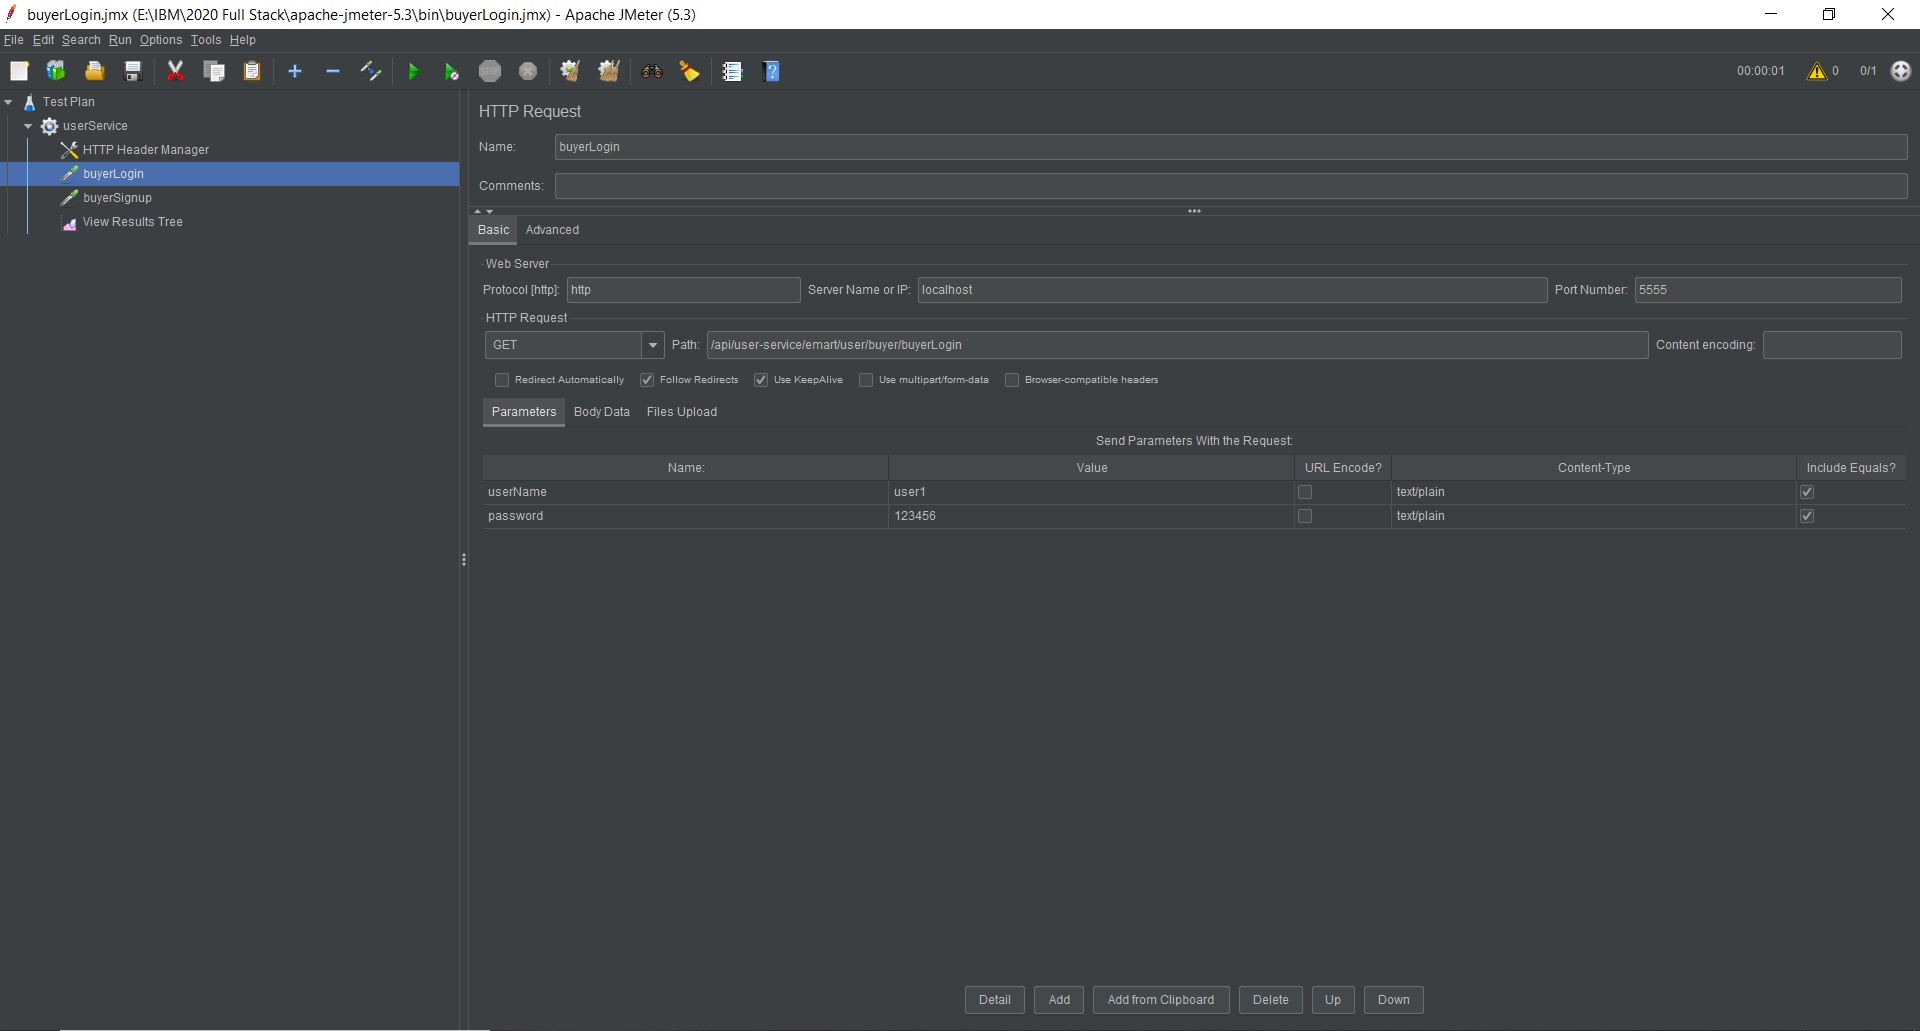 buyerLogin.jmx (E:\IBM\2020 Full Stack\apache-jmeter-5.3\bin\buyerLogin.jmx) - Apache JMeter (5.3)
File Edit Search Run Options Tools Help
STOP
00:00:01 0 0/1
Test Plan
userService
HTTP Header Manager
buyerLogin
buyerSignup
View Results Tree
HTTP Request
Name: buyerLogin
Comments:
Basic Advanced
Web Server
Protocol [http]: http Server Name or IP: localhost Port Number: 5555
HTTP Request
GET Path: /api/user-service/emart/user/buyer/buyerLogin Content encoding:
Redirect Automatically Follow Redirects Use KeepAlive Use multipart/form-data Browser-compatible headers
Parameters Body Data Files Upload
Send Parameters With the Request:
Name: Value URL Encode? Content-Type Include Equals?
userName user1 text/plain
password 123456 text/plain
Detail Add Add from Clipboard Delete Up Down